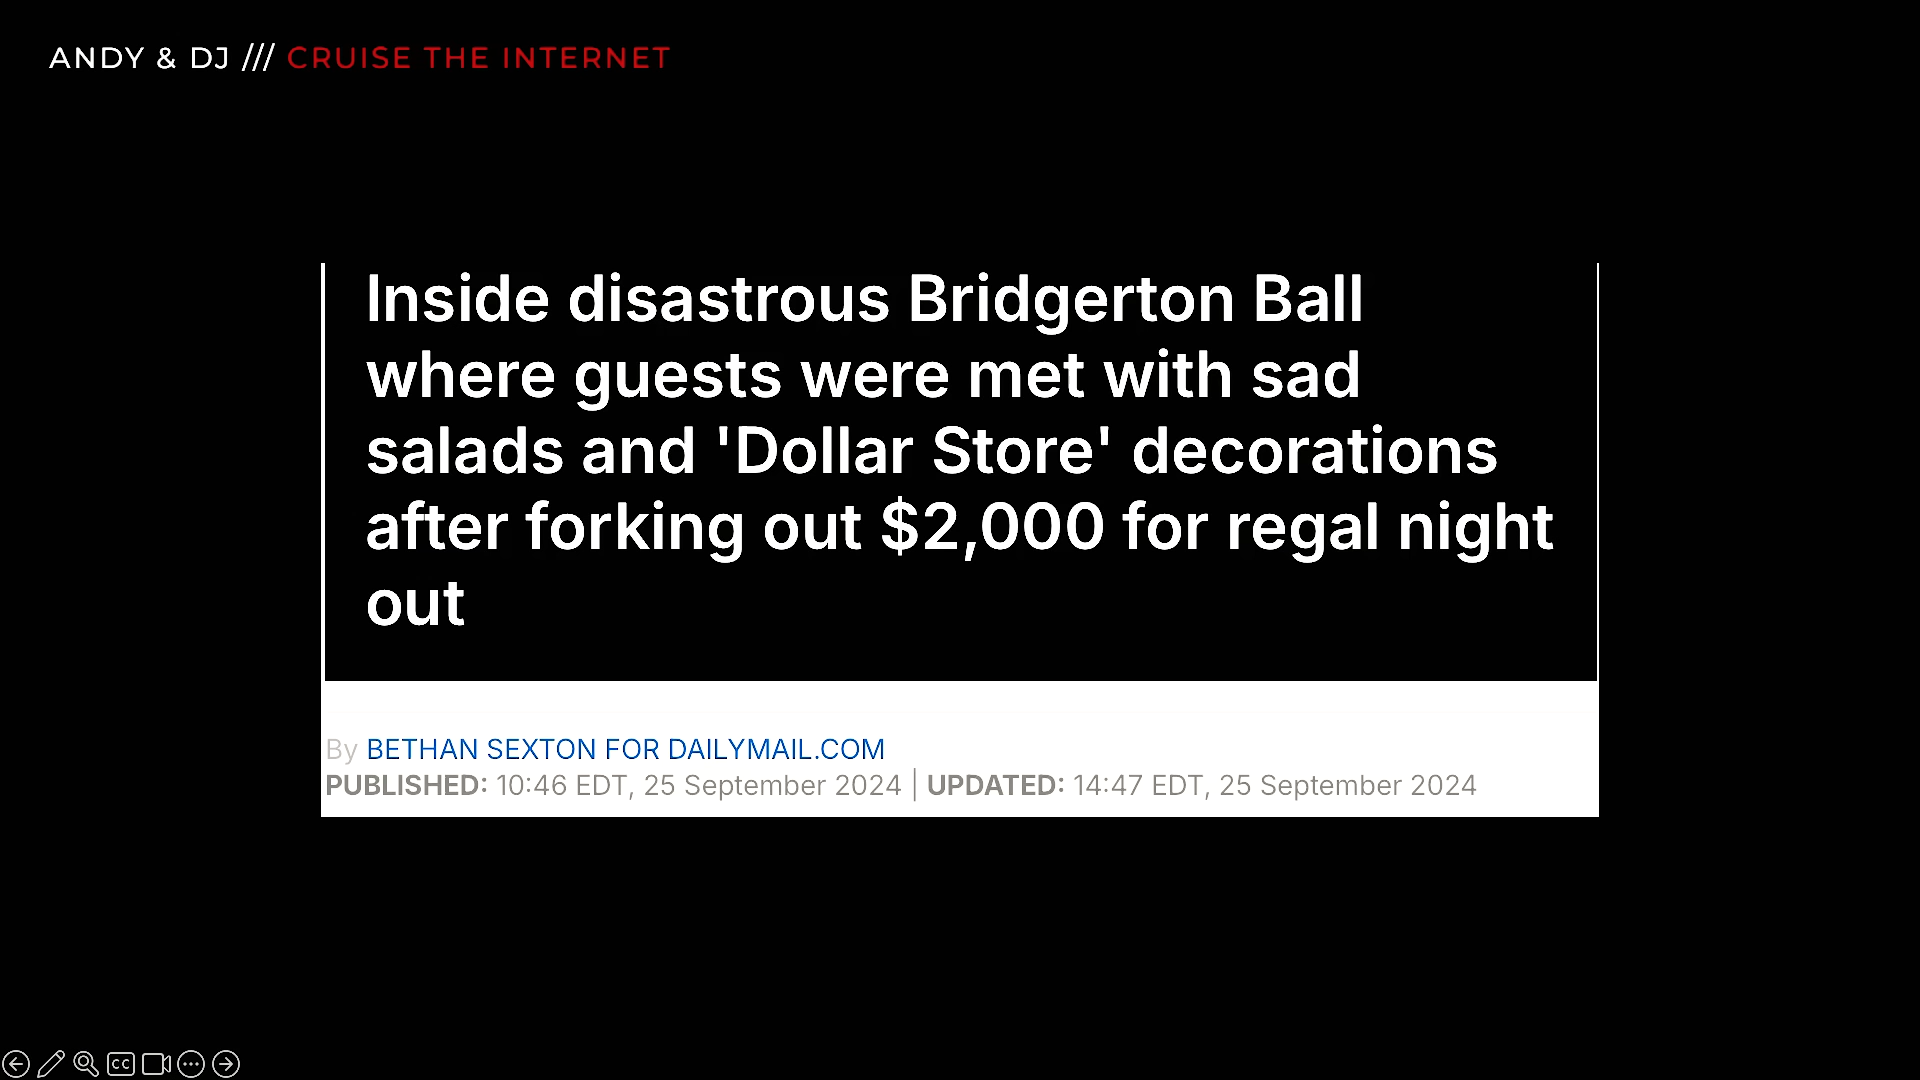 ANDY & DJ /// CRUISE THE INTERNET
Inside disastrous Bridgerton Ball
where guests were met with sad
salads and 'Dollar Store' decorations
after forking out $2,000 for regal night
out
By BETHAN SEXTON FOR DAILYMAIL.COM
PUBLISHED: 10:46 EDT, 25 September 2024 | UPDATED: 14:47 EDT, 25 September 2024
CC